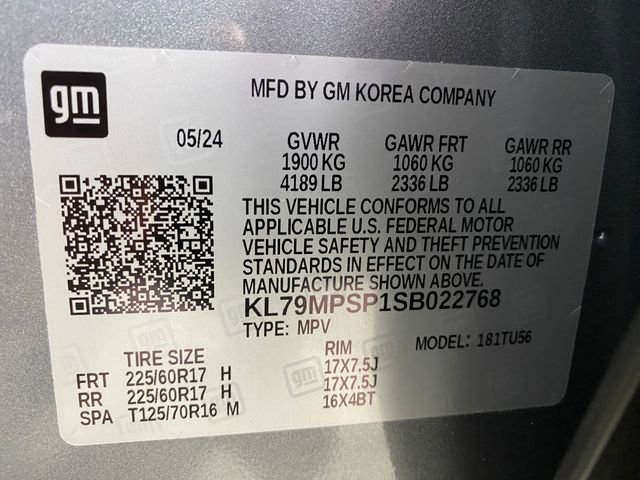 gm
MFD BY GM KOREA COMPANY
05/24
GVWR GAWR FRT GAWR RR
1900 KG 1060 KG 1060 KG
4189 LB 2336 LB 2336 LB
THIS VEHICLE CONFORMS TO ALL
APPLICABLE U.S. FEDERAL MOTOR
VEHICLE SAFETY AND THEFT PREVENTION
STANDARDS IN EFFECT ON THE DATE OF
MANUFACTURE SHOWN ABOVE.
KL79MPSP1SB022768
TYPE: MPV
MODEL: 181TU56
TIRE SIZE RIM
FRT 225/60R17 H 17X7.5J
RR 225/60R17 H 17X7.5J
SPA T125/70R16 M 16X4BT